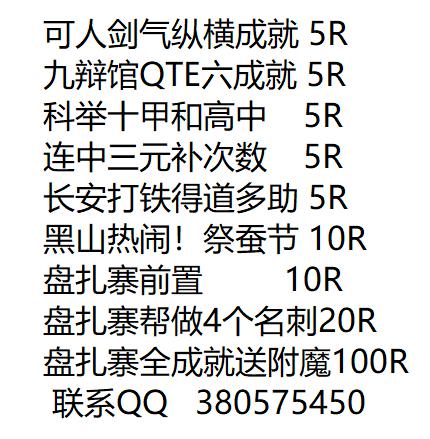 可人剑气纵横成就 5R
九辩馆QTE六成就 5R
科举十甲和高中 5R
连中三元补次数 5R
长安打铁得道多助 5R
黑山热闹！祭蚕节 10R
盘扎寨前置 10R
盘扎寨帮做4个名刺20R
盘扎寨全成就送附魔100R
联系QQ 380575450